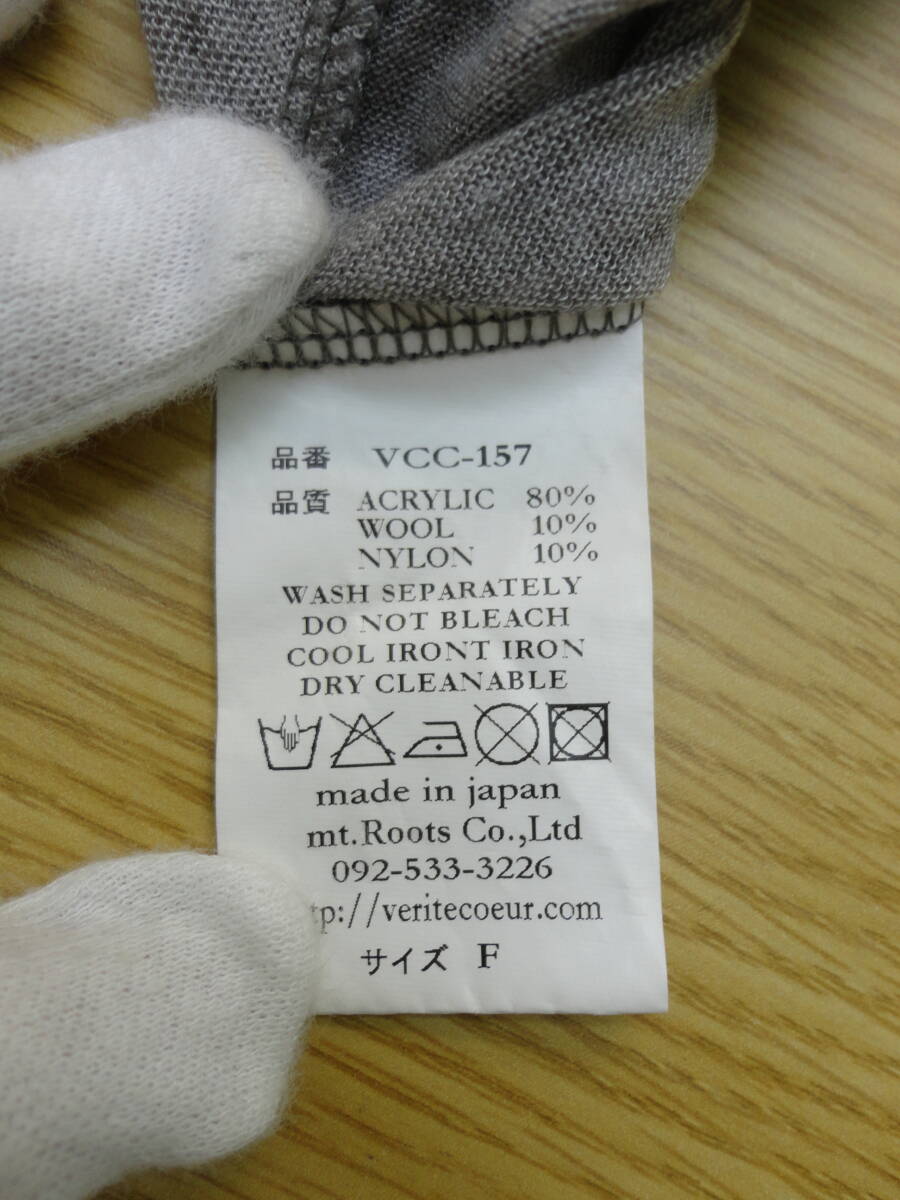 品番 VCC-157
品質 ACRYLIC 80%
WOOL 10%
NYLON 10%
WASH SEPARATELY
DO NOT BLEACH
COOL IRONT IRON
DRY CLEANABLE
made in japan
mt.Roots Co.,Ltd
092-533-3226
tp://veritecoeur.com
サイズ F